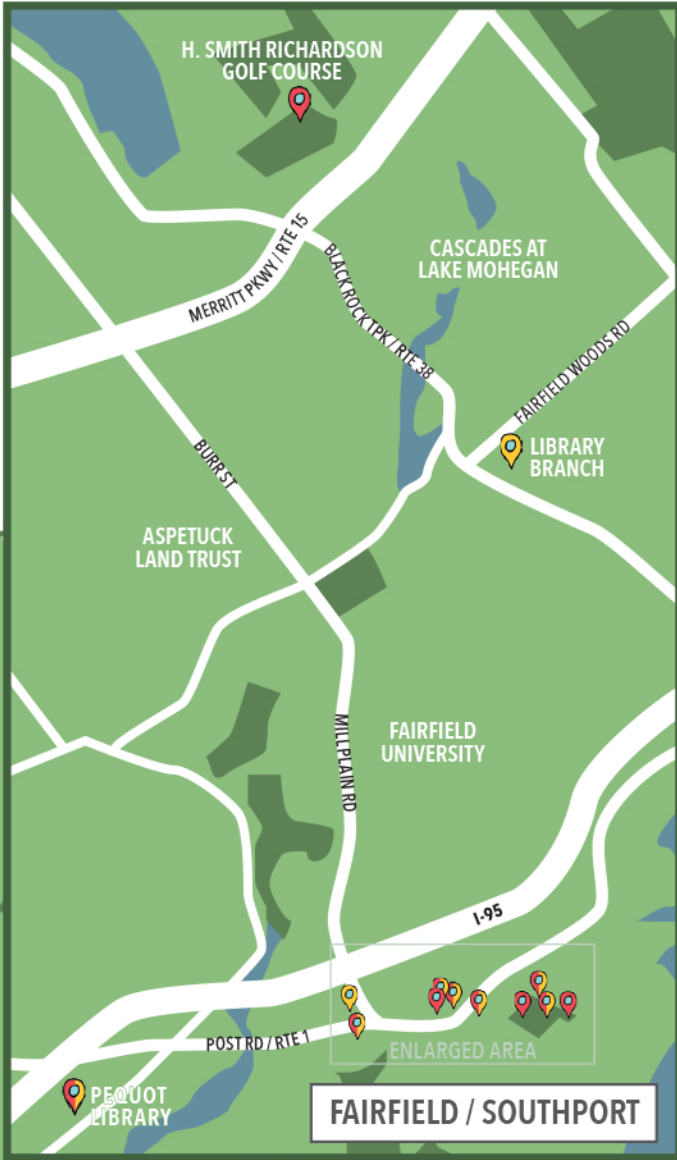 H. SMITH RICHARDSON
GOLF COURSE
MERRITT PKWY / RTE 15
CASCADES AT
LAKE MOHEGAN
BLACK ROCK TPK / RTE 38
FAIRFIELD WOODS RD
LIBRARY
BRANCH
BURR ST
ASPETUCK
LAND TRUST
FAIRFIELD
UNIVERSITY
MILL PLAIN RD
I-95
POST RD / RTE 1
ENLARGED AREA
PEQUOT
LIBRARY
FAIRFIELD / SOUTHPORT